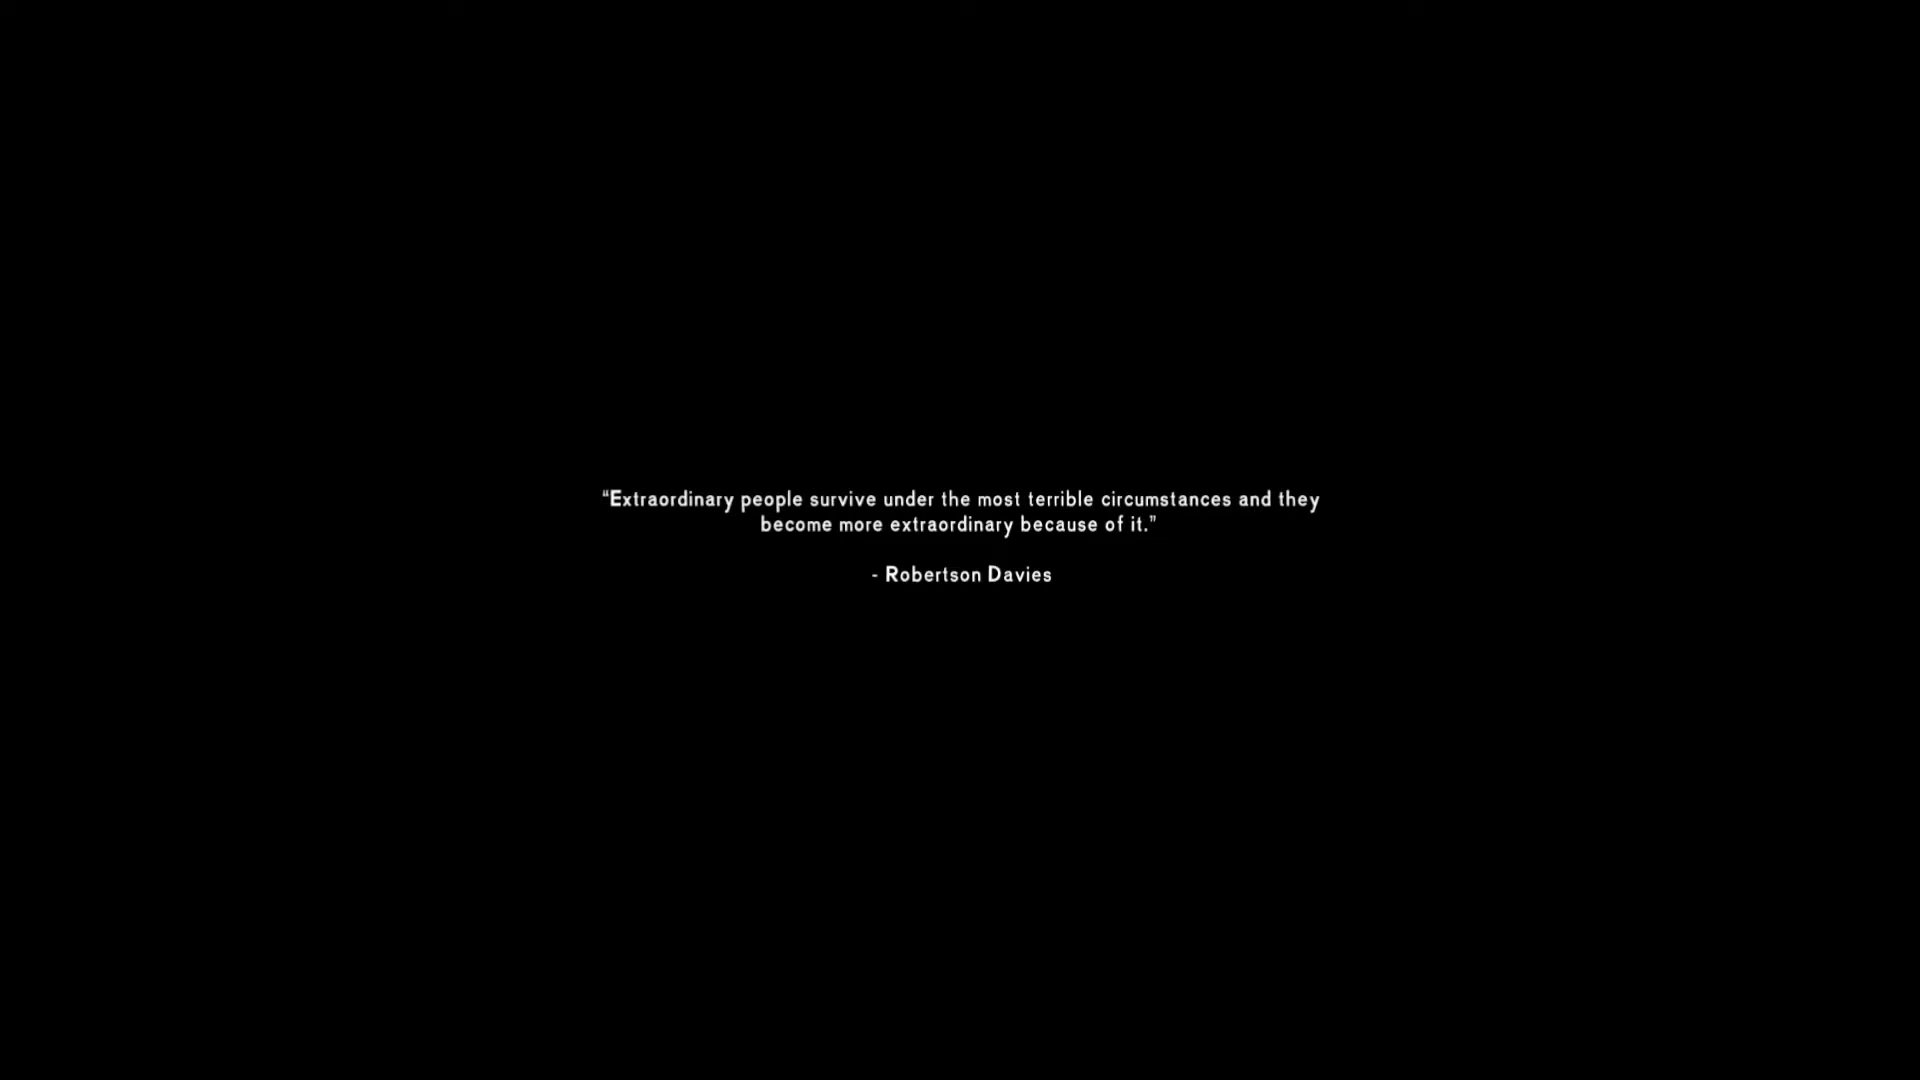 “Extraordinary people survive under the most terrible circumstances and they
become more extraordinary because of it.”
- Robertson Davies